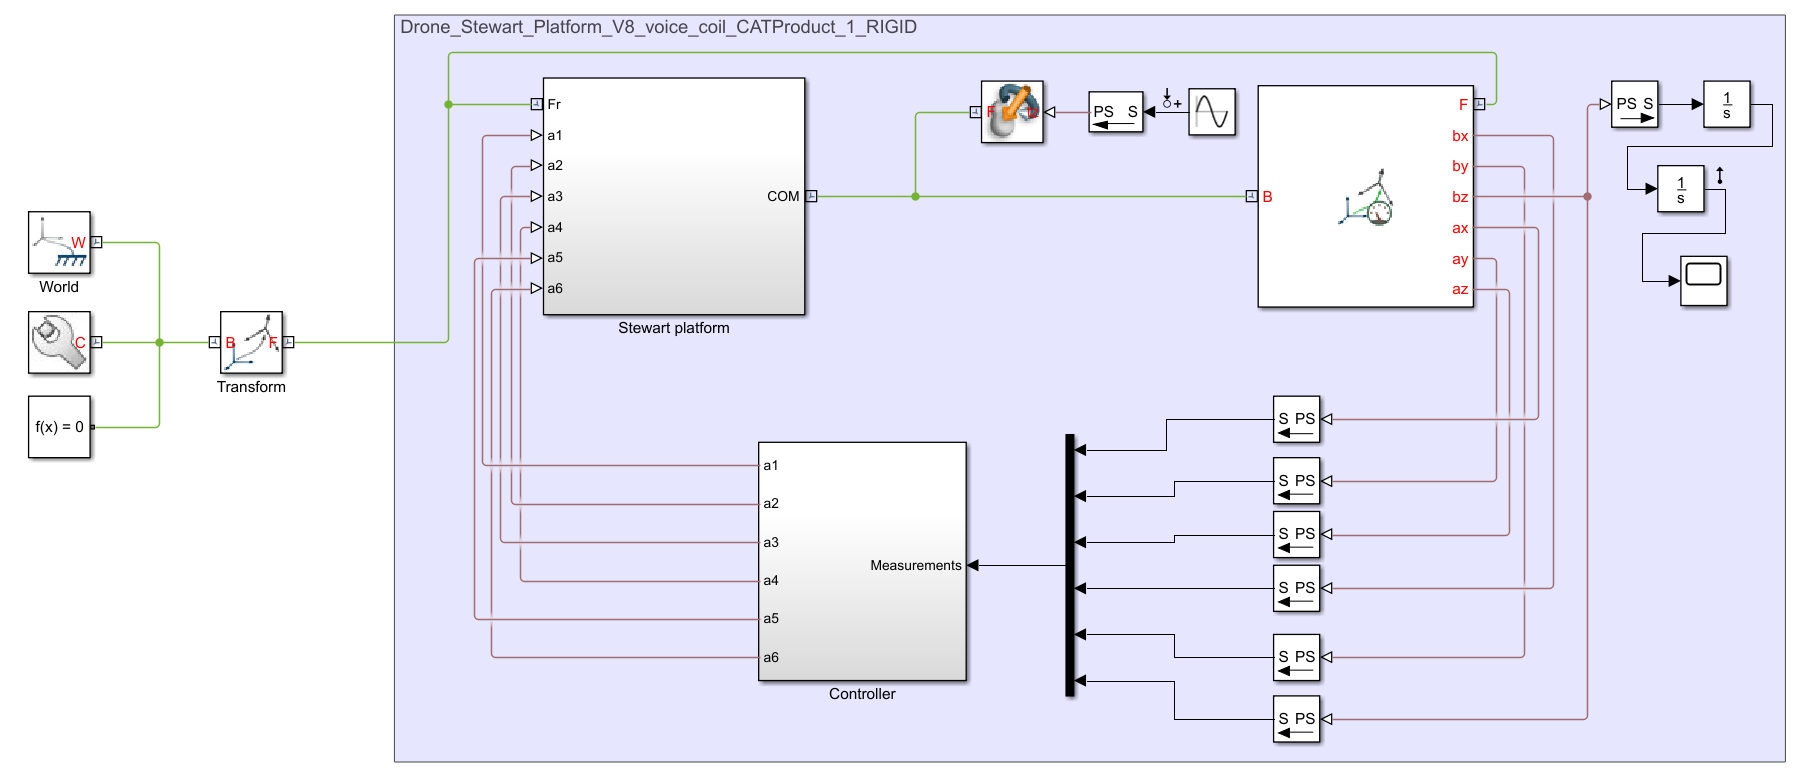 Drone_Stewart_Platform_V8_voice_coil_CATProduct_1_RIGID
W
World
C
f(x) = 0
B F
Transform
Fr
a1
a2
a3
a4
a5
a6
COM
Stewart platform
F
PS S
F
bx
by
B bz
ax
ay
az
PS S
1
s
1
s
a1
a2
a3
a4
a5
a6
Measurements
Controller
S PS
S PS
S PS
S PS
S PS
S PS